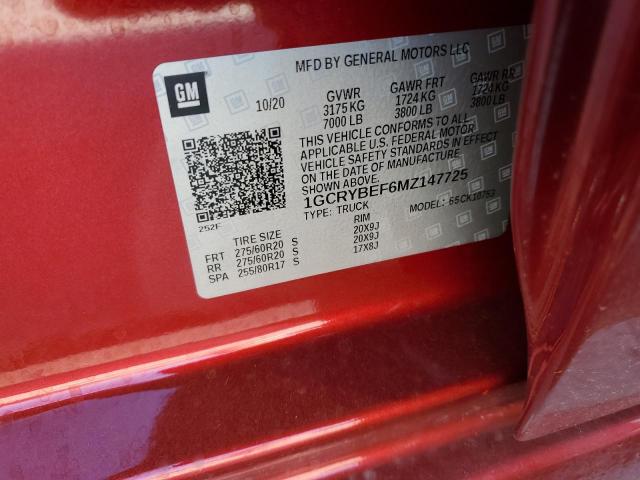 MFD BY GENERAL MOTORS LLC
GM
10/20
GVWR GAWR FRT GAWR RR
3175 KG 1724 KG 1724 KG
7000 LB 3800 LB 3800 LB
THIS VEHICLE CONFORMS TO ALL
APPLICABLE U.S. FEDERAL MOTOR
VEHICLE SAFETY STANDARDS IN EFFECT
ON THE DATE OF MANUFACTURE
SHOWN ABOVE.
1GCRYBEF6MZ147725
TYPE: TRUCK MODEL: 65CK10753
252F
TIRE SIZE RIM
FRT 275/60R20 S 20X9J
RR 275/60R20 S 20X9J
SPA 255/80R17 S 17X8J